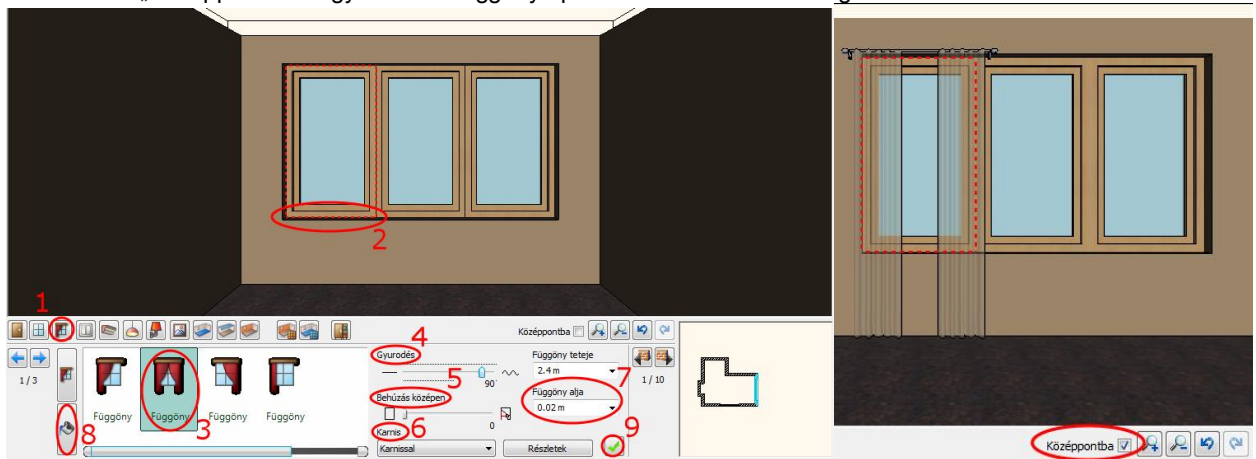 2
1
4
Középpontba
Gyurodés
Függöny teteje
2.4 m
7
5
90°
1 / 3
1 / 10
Behúzás középen
Függöny alja
0.02 m
Függöny
Függöny
Függöny
Függöny
8
3
6
0
9
Karnis
Karnissal
Részletek
Középpontba